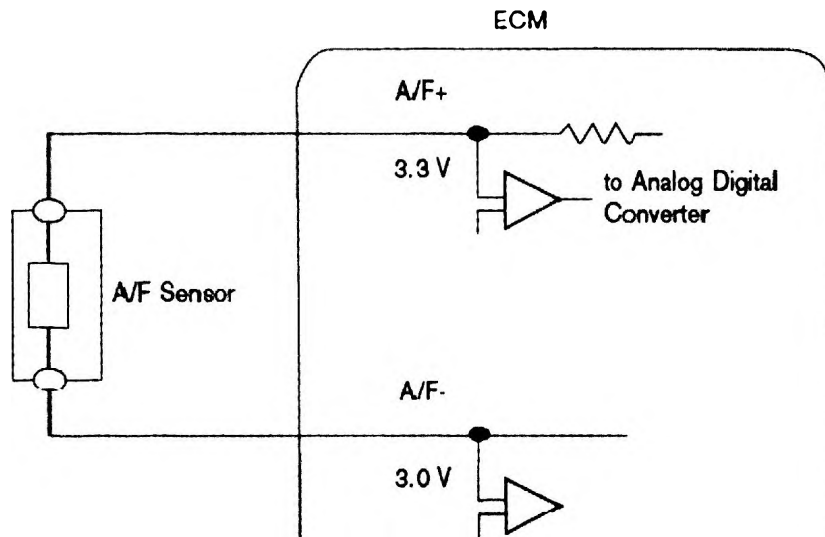 ECM
A/F+
3.3 V
to Analog Digital
Converter
A/F Sensor
A/F-
3.0 V